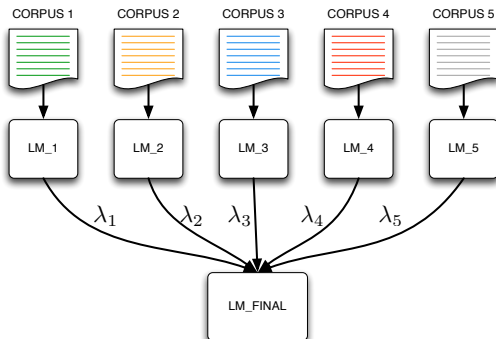 CORPUS 1 CORPUS 2 CORPUS 3 CORPUS 4 CORPUS 5
LM_1 LM_2 LM_3 LM_4 LM_5
λ1 λ2 λ3 λ4 λ5
LM_FINAL